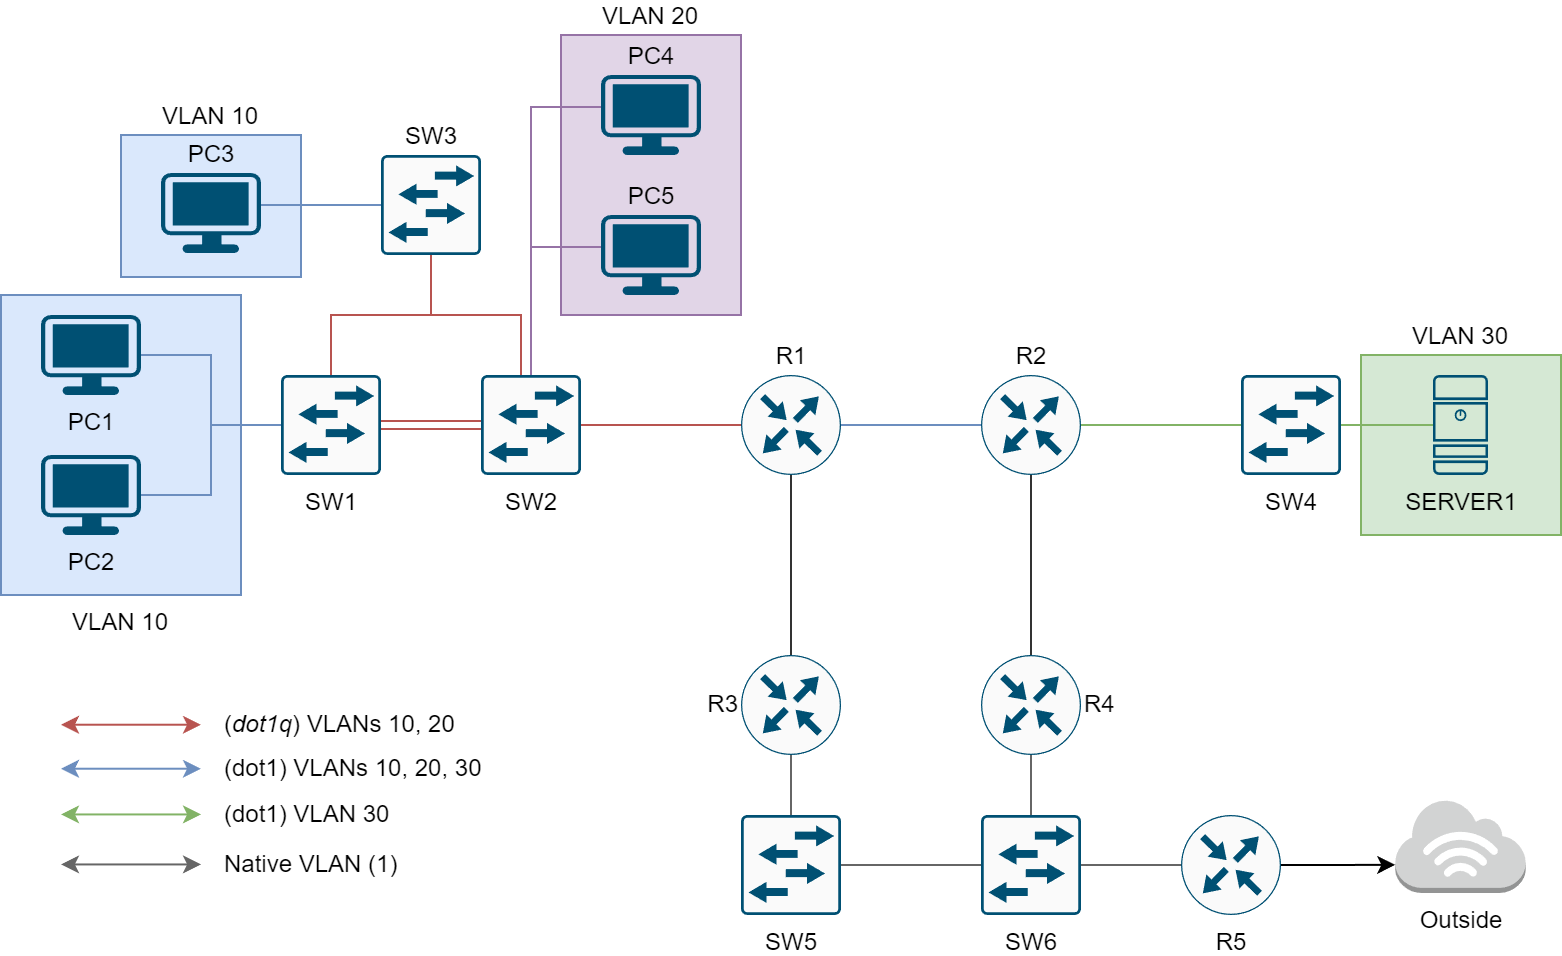 VLAN 20
PC4
VLAN 10
SW3
PC3
PC5
VLAN 30
R1
R2
PC1
SW1
SW2
SW4
SERVER1
PC2
VLAN 10
R3
R4
(dot1q) VLANs 10, 20
(dot1) VLANs 10, 20, 30
(dot1) VLAN 30
Native VLAN (1)
Outside
SW5
SW6
R5